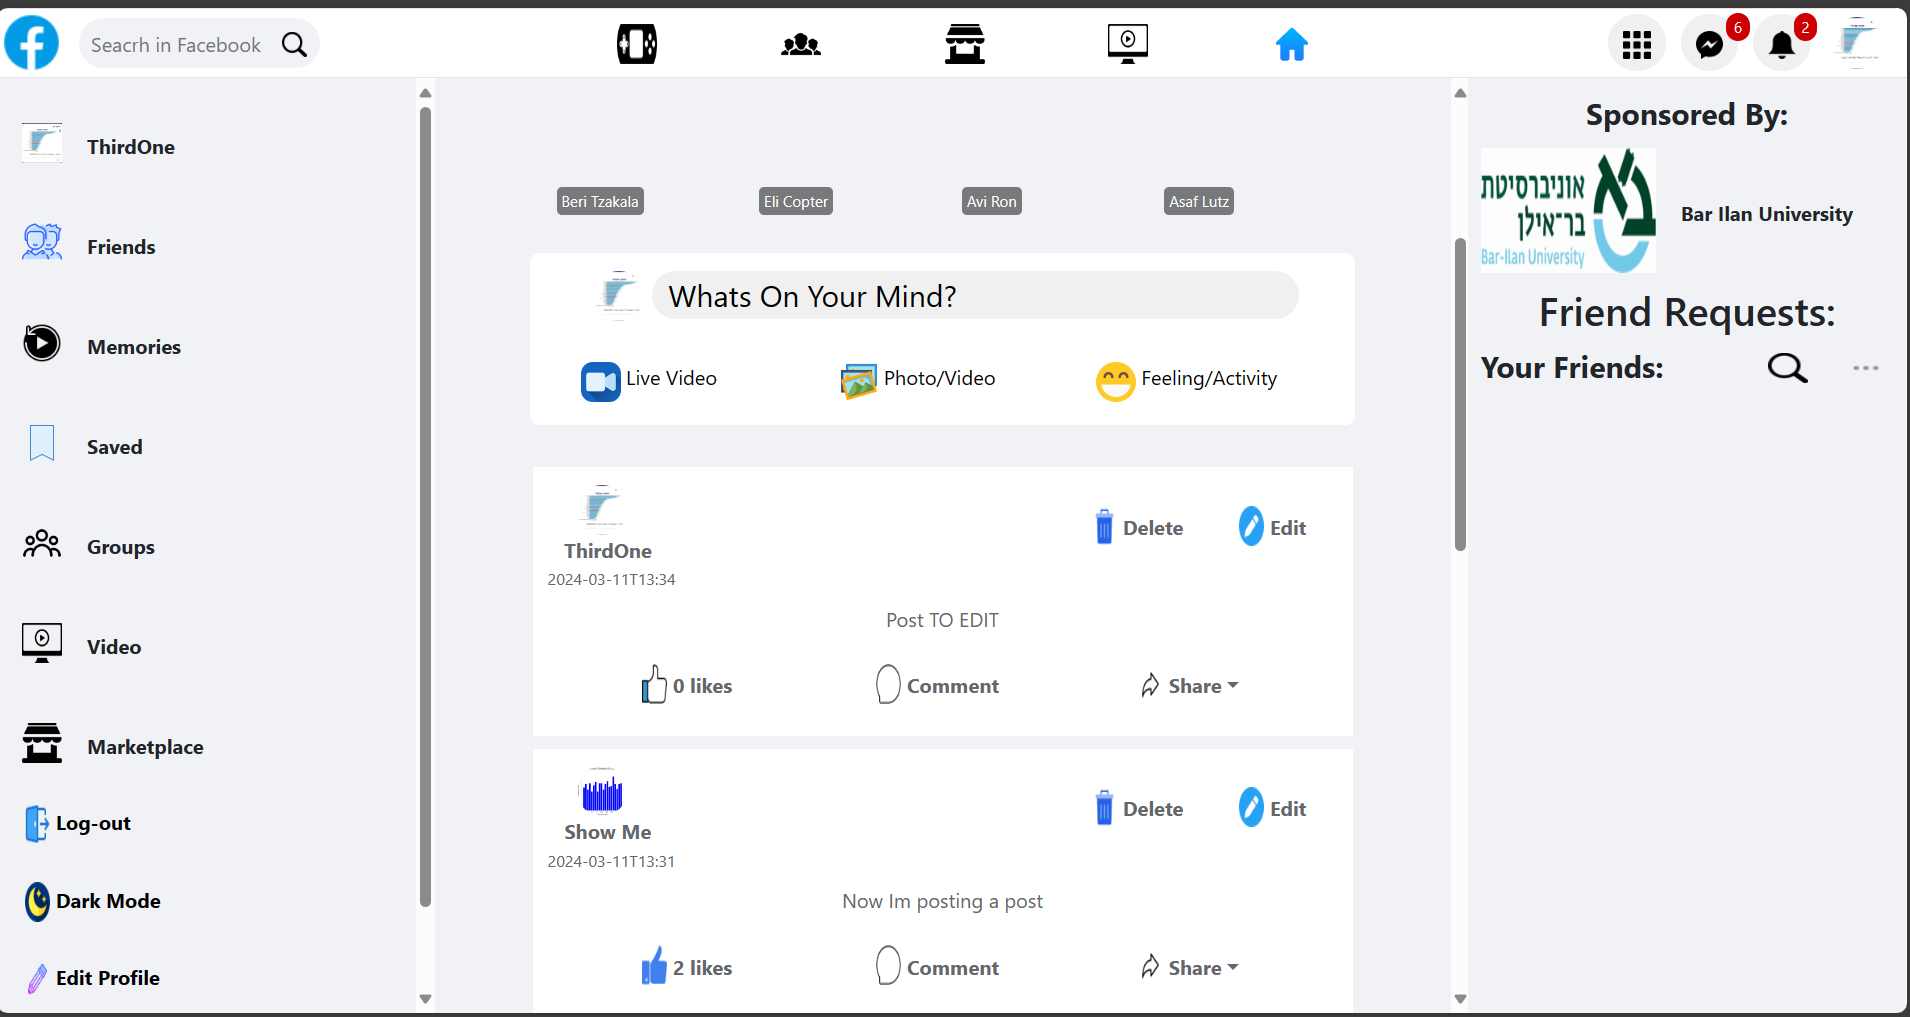 Seacrh in Facebook
6
2
ThirdOne
Friends
Memories
Saved
Groups
Video
Marketplace
Log-out
Dark Mode
Edit Profile
Beri Tzakala
Eli Copter
Avi Ron
Asaf Lutz
Whats On Your Mind?
Live Video
Photo/Video
Feeling/Activity
ThirdOne
2024-03-11T13:34
Delete
Edit
Post TO EDIT
0 likes
Comment
Share
Show Me
2024-03-11T13:31
Delete
Edit
Now Im posting a post
2 likes
Comment
Share
Sponsored By:
אוניברסיטת
בר־אילן
Bar-Ilan University
Bar Ilan University
Friend Requests:
Your Friends: